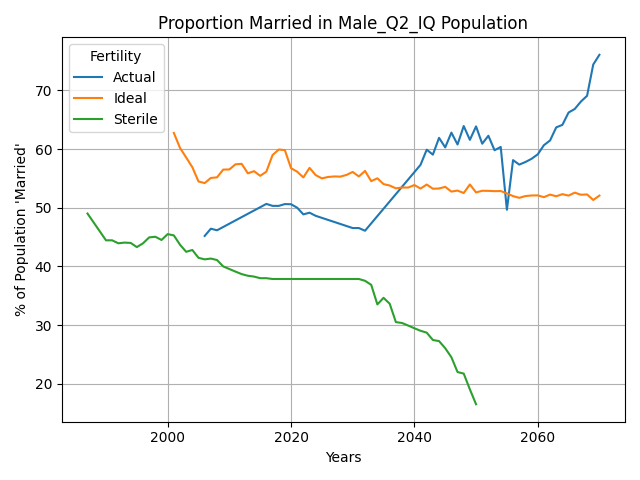 Proportion Married in Male_Q2_IQ Population
Fertility
Actual
Ideal
Sterile
% of Population 'Married'
70
60
50
40
30
20
2000
2020
2040
2060
Years